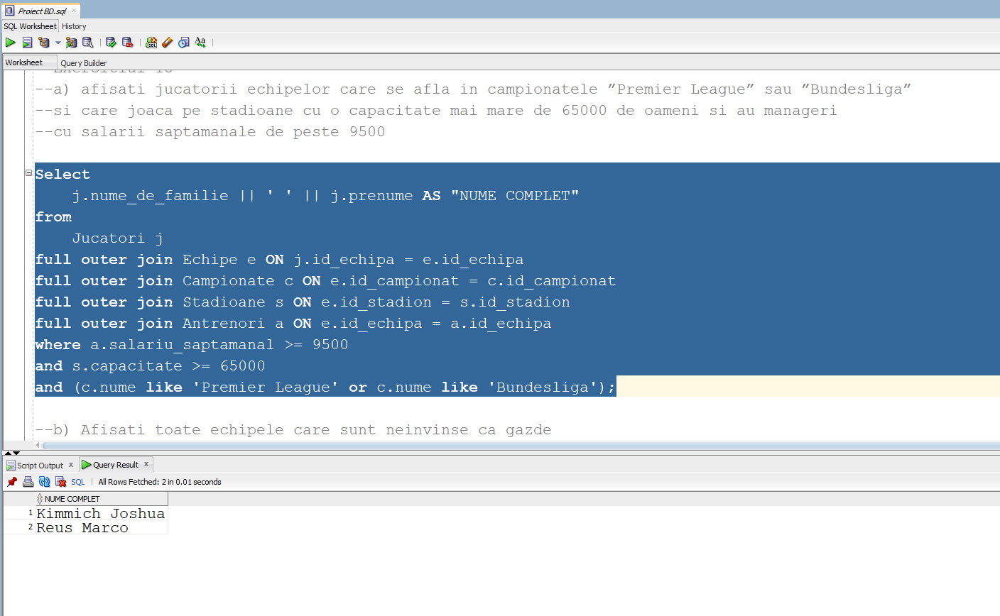 Proiect BD.sql
SQL Worksheet History
Worksheet Query Builder
--a) afisati jucatorii echipelor care se afla in campionatele ”Premier League” sau ”Bundesliga”
--si care joaca pe stadioane cu o capacitate mai mare de 65000 de oameni si au manageri
--cu salarii saptamanale de peste 9500
Select
j.nume_de_familie || ' ' || j.prenume AS "NUME COMPLET"
from
Jucatori j
full outer join Echipe e ON j.id_echipa = e.id_echipa
full outer join Campionate c ON e.id_campionat = c.id_campionat
full outer join Stadioane s ON e.id_stadion = s.id_stadion
full outer join Antrenori a ON e.id_echipa = a.id_echipa
where a.salariu_saptamanal >= 9500
and s.capacitate >= 65000
and (c.nume like 'Premier League' or c.nume like 'Bundesliga');
--b) Afisati toate echipele care sunt neinvinse ca gazde
Script Output x Query Result x
SQL | All Rows Fetched: 2 in 0.01 seconds
NUME COMPLET
1 Kimmich Joshua
2 Reus Marco